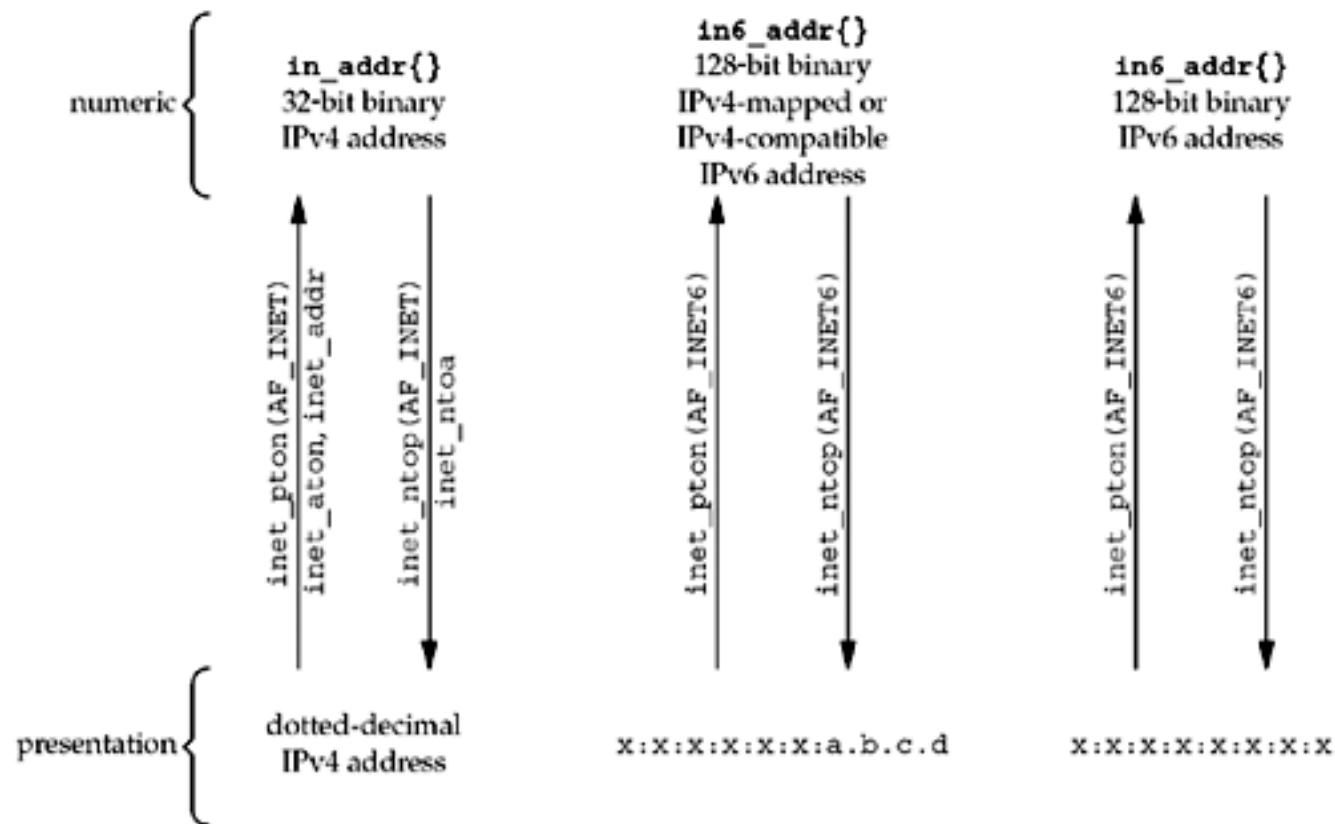 numeric
in_addr{}
32-bit binary
IPv4 address
in6_addr{}
128-bit binary
IPv4-mapped or
IPv4-compatible
IPv6 address
in6_addr{}
128-bit binary
IPv6 address
inet_pton(AF_INET)
inet_aton,inet_addr
inet_ntop(AF_INET)
inet_ntoa
inet_pton(AF_INET6)
inet_ntop(AF_INET6)
inet_pton(AF_INET6)
inet_ntop(AF_INET6)
presentation
dotted-decimal
IPv4 address
x:x:x:x:x:x:a.b.c.d
x:x:x:x:x:x:x:x